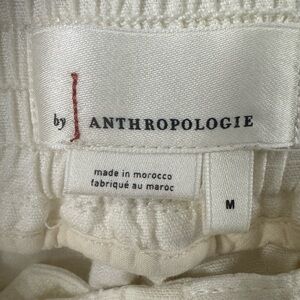 by ANTHROPOLOGIE
made in morocco
fabriqué au maroc
M